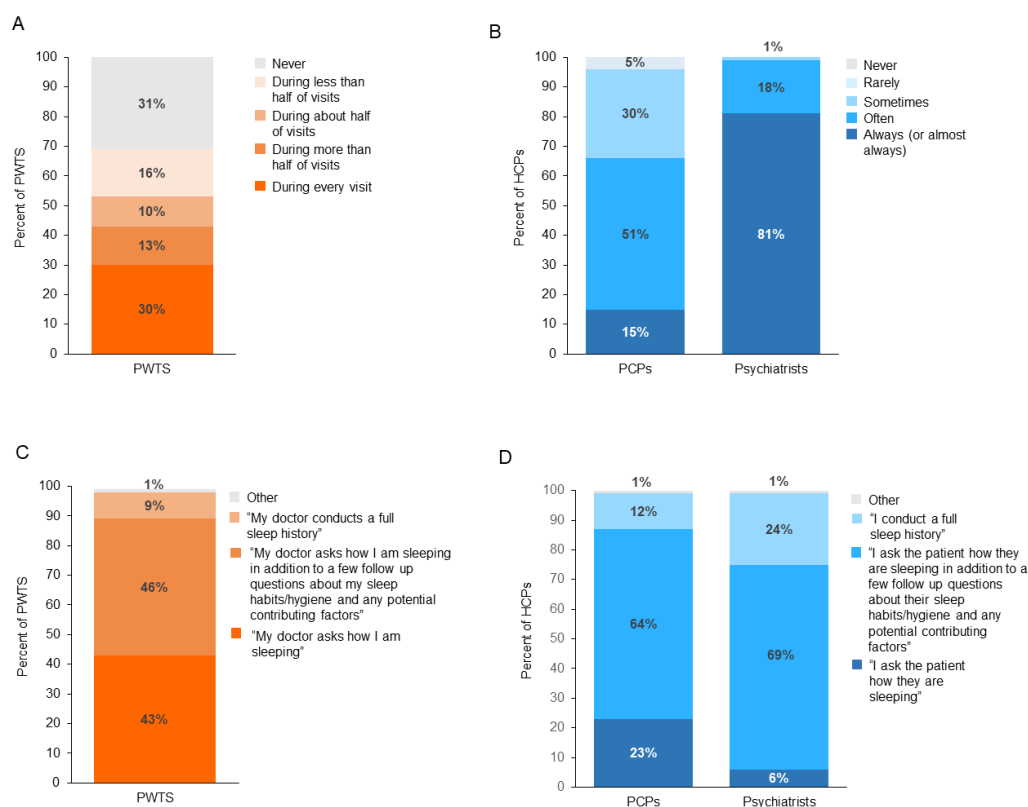 A
Percent of PWTS
100
90
80
70
60
50
40
30
20
10
0
31%
16%
10%
13%
30%
PWTS
Never
During less than
half of visits
During about half
of visits
During more than
half of visits
During every visit
B
Percent of HCPs
100
90
80
70
60
50
40
30
20
10
0
5%
30%
51%
15%
1%
18%
81%
PCPs
Psychiatrists
Never
Rarely
Sometimes
Often
Always (or almost
always)
C
Percent of PWTS
100
90
80
70
60
50
40
30
20
10
0
1%
9%
46%
43%
PWTS
Other
“My doctor conducts a full
sleep history”
“My doctor asks how I am sleeping
in addition to a few follow up
questions about my sleep
habits/hygiene and any potential
contributing factors”
“My doctor asks how I am
sleeping”
D
Percent of HCPs
100
90
80
70
60
50
40
30
20
10
0
1%
12%
64%
23%
1%
24%
69%
6%
PCPs
Psychiatrists
Other
“I conduct a full
sleep history”
“I ask the patient how they
are sleeping in addition to a
few follow up questions
about their sleep
habits/hygiene and any
potential contributing
factors”
“I ask the patient
how they are
sleeping”